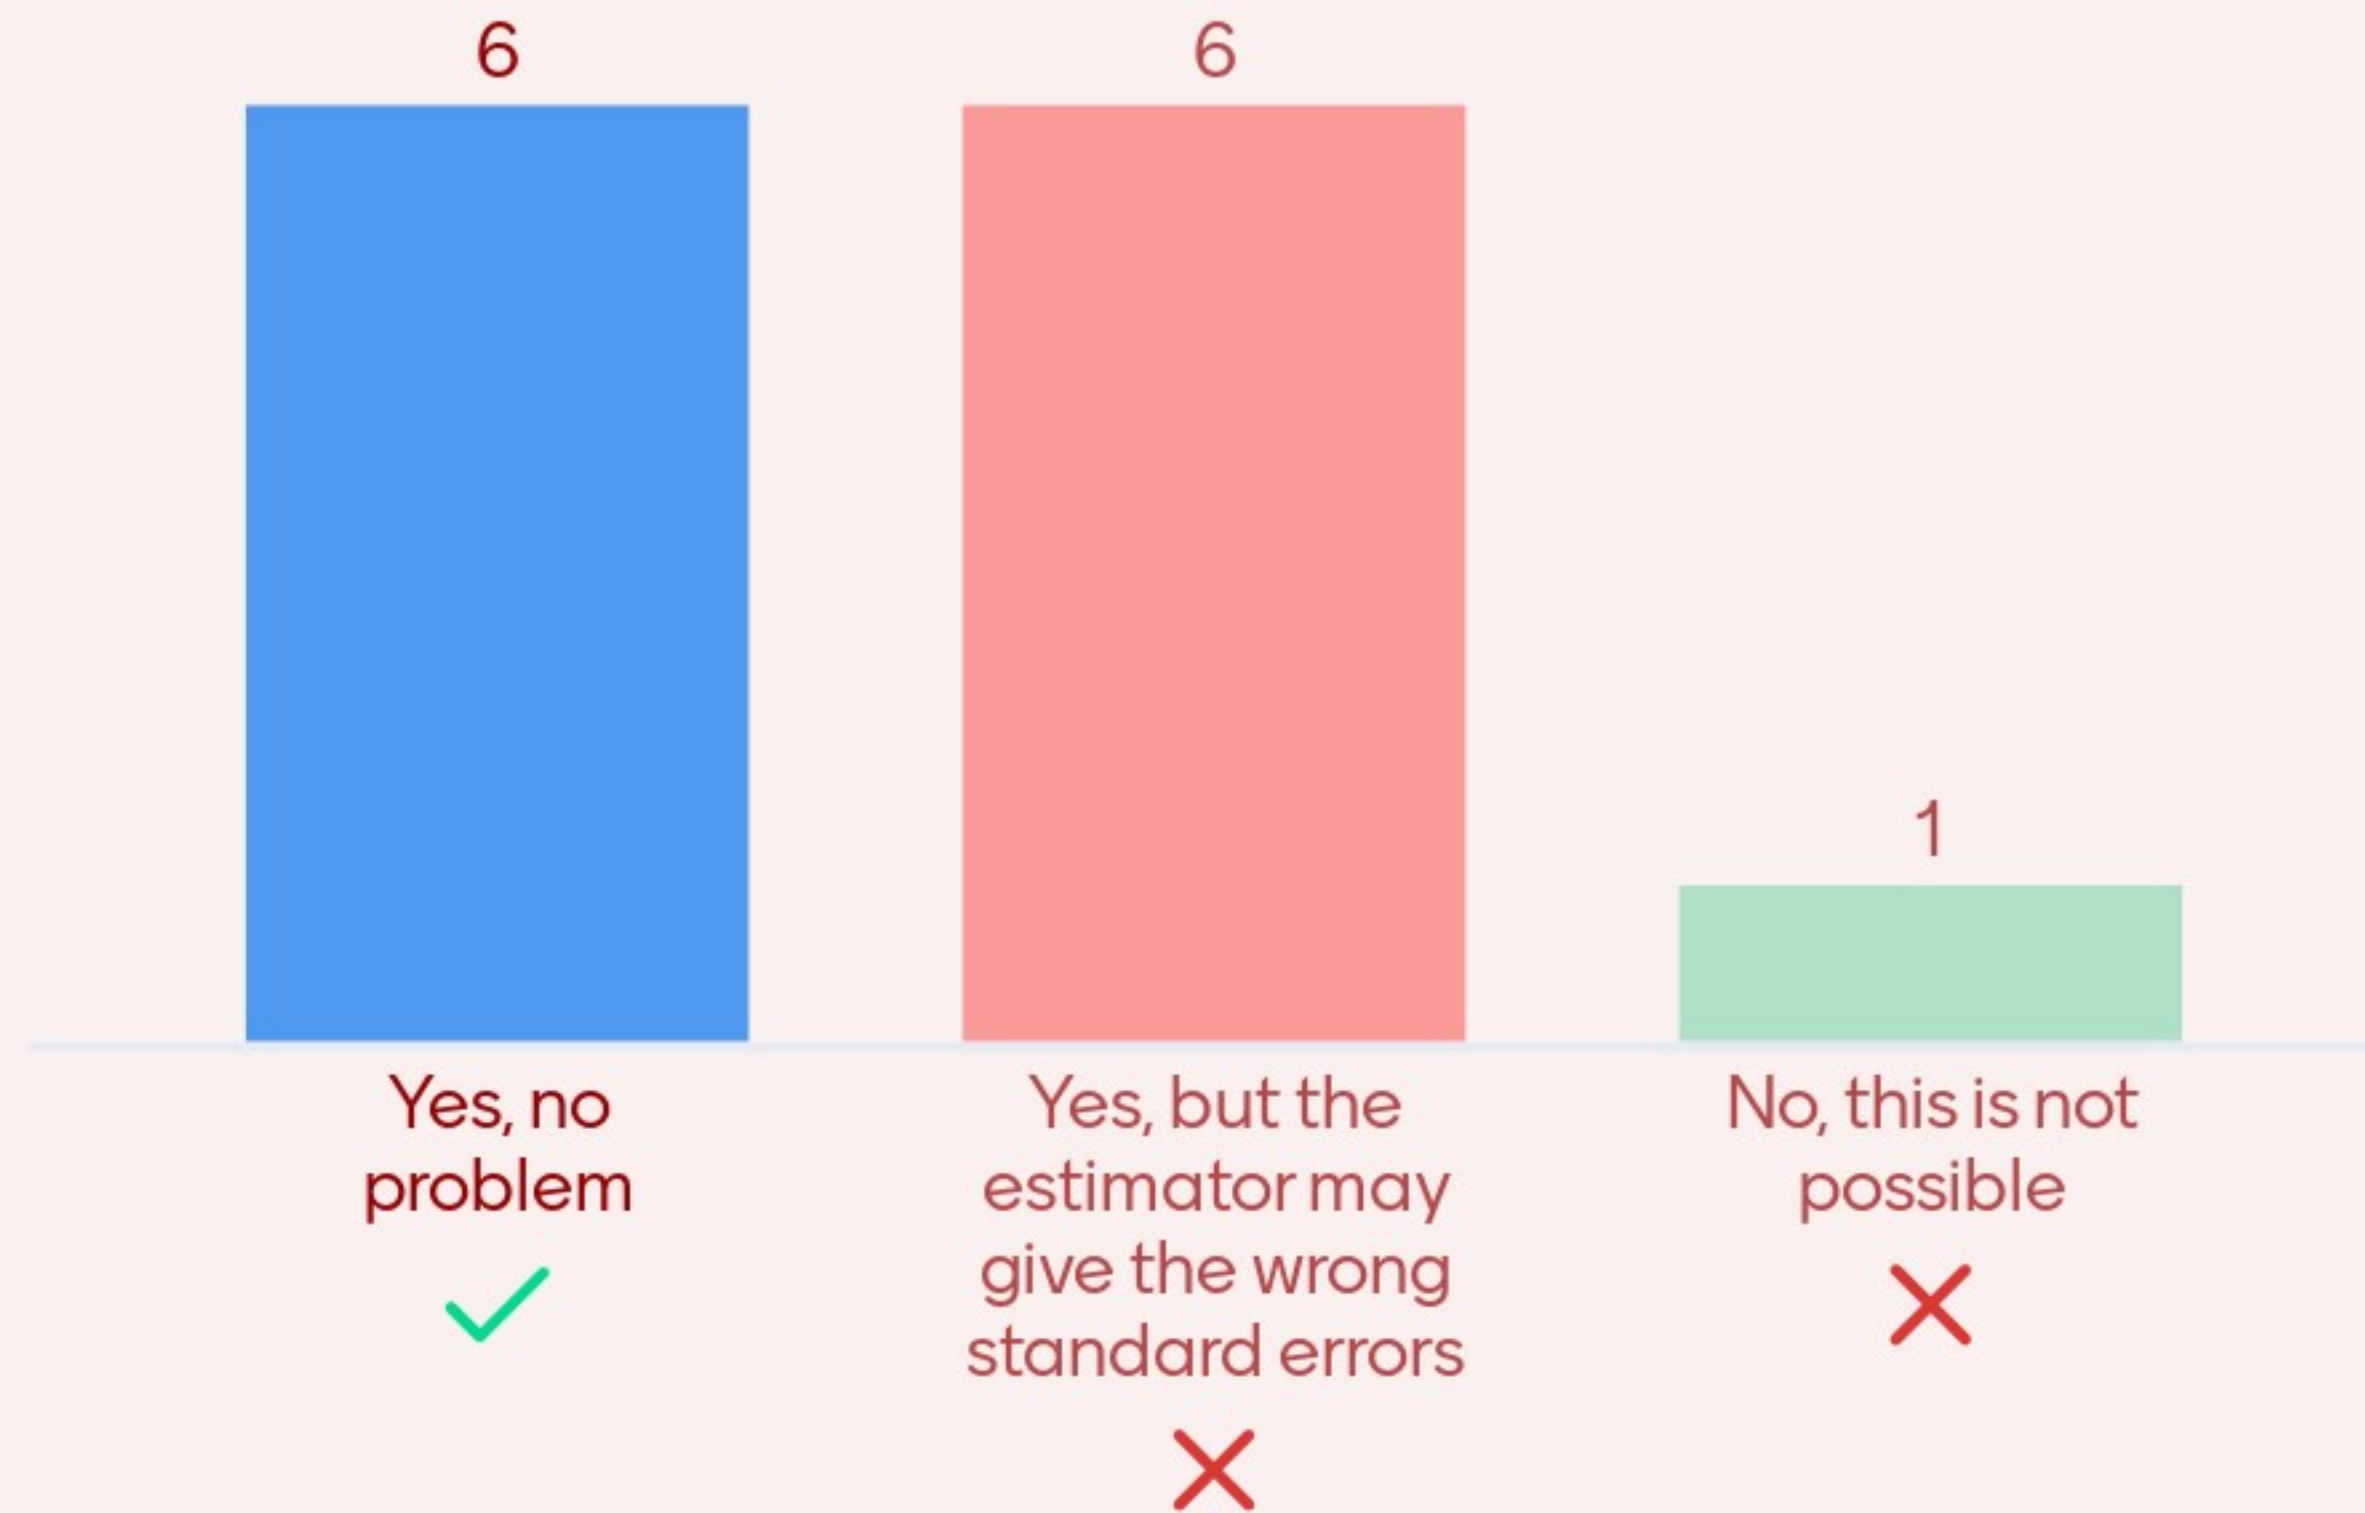 6
6
1
Yes, no
problem
Yes, but the
estimator may
give the wrong
standard errors
No, this is not
possible